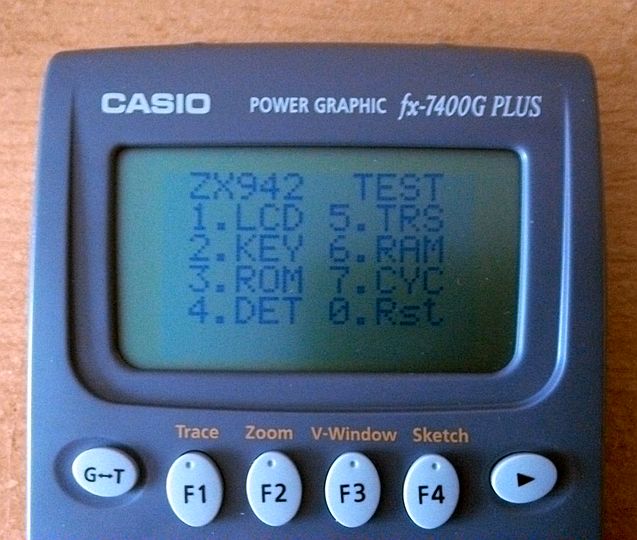 CASIO POWER GRAPHIC fx-7400G PLUS
ZX942 TEST
1.LCD 5.TRS
2.KEY 6.RAM
3.ROM 7.CYC
4.DET 0.Rst
Trace Zoom V-Window Sketch
G↔T F1 F2 F3 F4